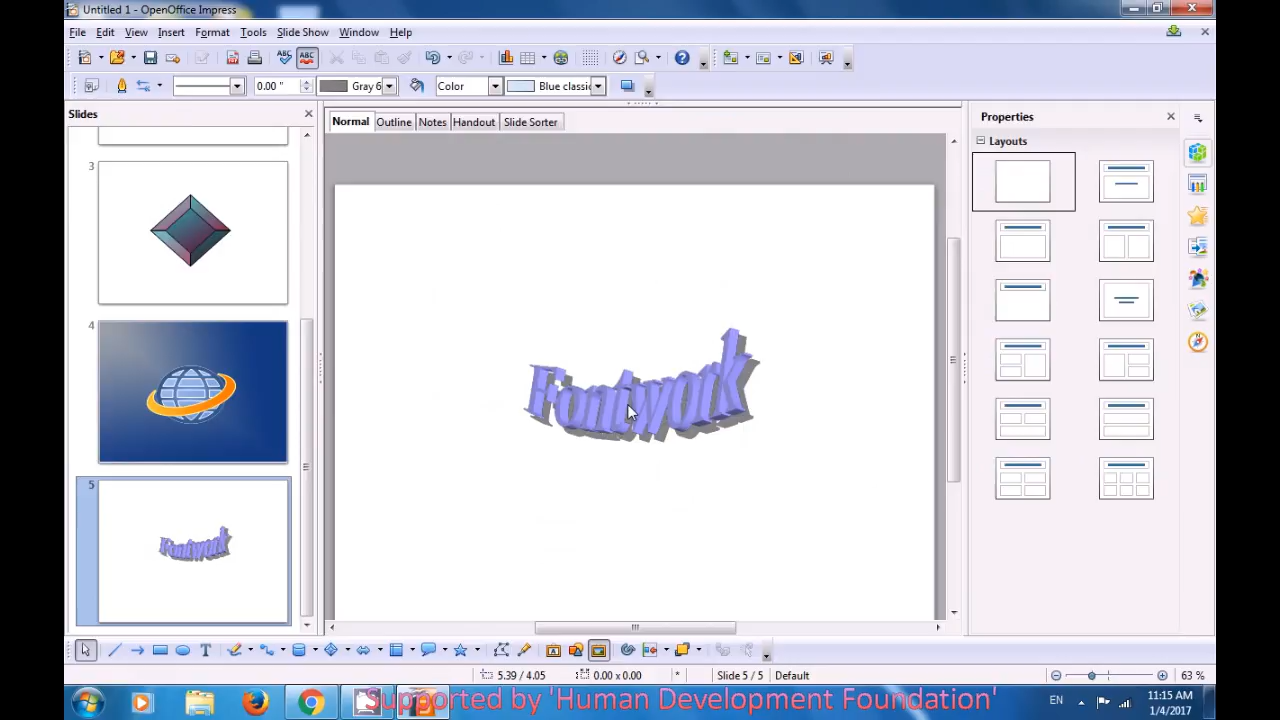 Untitled 1 - OpenOffice Impress
File Edit View Insert Format Tools Slide Show Window Help
0.00 " Gray 6 Color Blue classic
Slides
Normal Outline Notes Handout Slide Sorter
Properties
Layouts
3
4
5
Fontwork
Fontwork
5.39 / 4.05 0.00 x 0.00 * Slide 5 / 5 Default 63 %
Supported by 'Human Development Foundation'
EN
11:15 AM
1/4/2017